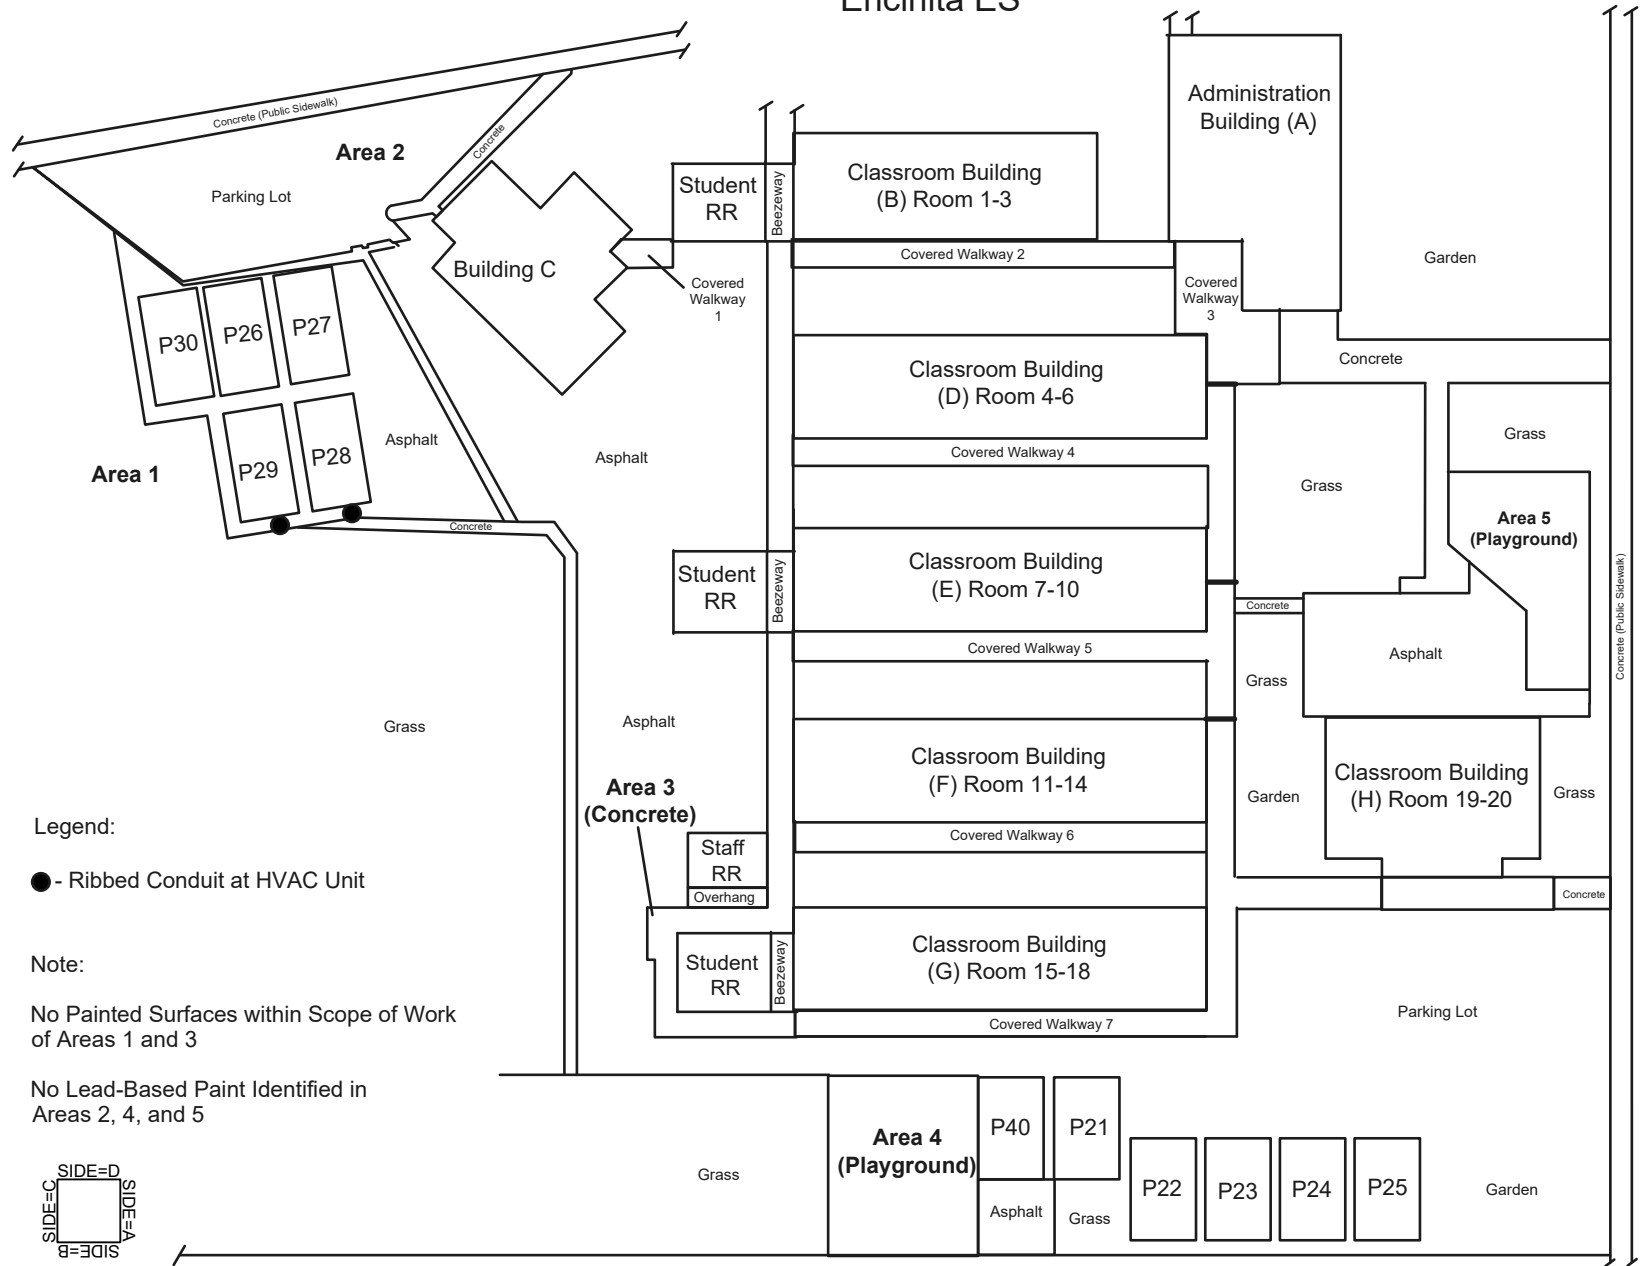 Encinita ES
Concrete (Public Sidewalk)
Area 2
Concrete
Parking Lot
Building C
Student
RR
Beezeway
Classroom Building
(B) Room 1-3
Administration
Building (A)
Garden
Covered Walkway 2
Covered
Walkway
1
Covered
Walkway
3
P30
P26
P27
P29
P28
Asphalt
Area 1
Concrete
Asphalt
Classroom Building
(D) Room 4-6
Covered Walkway 4
Concrete
Grass
Grass
Area 5
(Playground)
Concrete (Public Sidewalk)
Student
RR
Beezeway
Classroom Building
(E) Room 7-10
Covered Walkway 5
Concrete
Asphalt
Grass
Grass
Asphalt
Area 3
(Concrete)
Classroom Building
(F) Room 11-14
Covered Walkway 6
Garden
Classroom Building
(H) Room 19-20
Grass
Concrete
Staff
RR
Overhang
Student
RR
Beezeway
Classroom Building
(G) Room 15-18
Covered Walkway 7
Parking Lot
Legend:
- Ribbed Conduit at HVAC Unit
Note:
No Painted Surfaces within Scope of Work
of Areas 1 and 3
No Lead-Based Paint Identified in
Areas 2, 4, and 5
SIDE=D
SIDE=C
SIDE=A
SIDE=B
Grass
Area 4
(Playground)
P40
P21
Asphalt
Grass
P22
P23
P24
P25
Garden